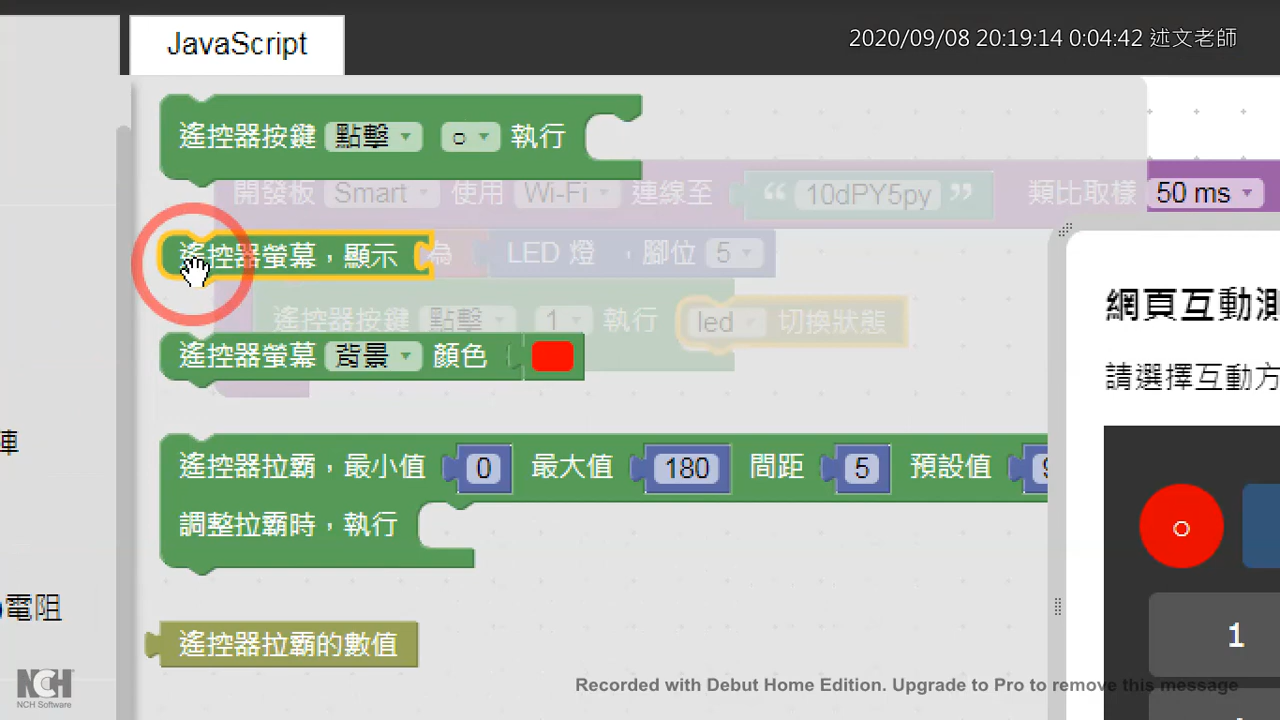 JavaScript
2020/09/08 20:19:14 0:04:42 述文老師
遙控器按鍵 點擊 ○ 執行
開發板 Smart 使用 Wi-Fi 連線至 “ 10dPY5py ” 類比取樣 50 ms
遙控器螢幕，顯示 為 LED 燈 ，腳位 5
遙控器按鍵 點擊 1 執行 led 切換狀態
網頁互動測
遙控器螢幕 背景 顏色
請選擇互動方
陣
遙控器拉霸，最小值 0 最大值 180 間距 5 預設值 9
調整拉霸時，執行
○
電阻
1
遙控器拉霸的數值
NCH
NCH Software
Recorded with Debut Home Edition. Upgrade to Pro to remove this message